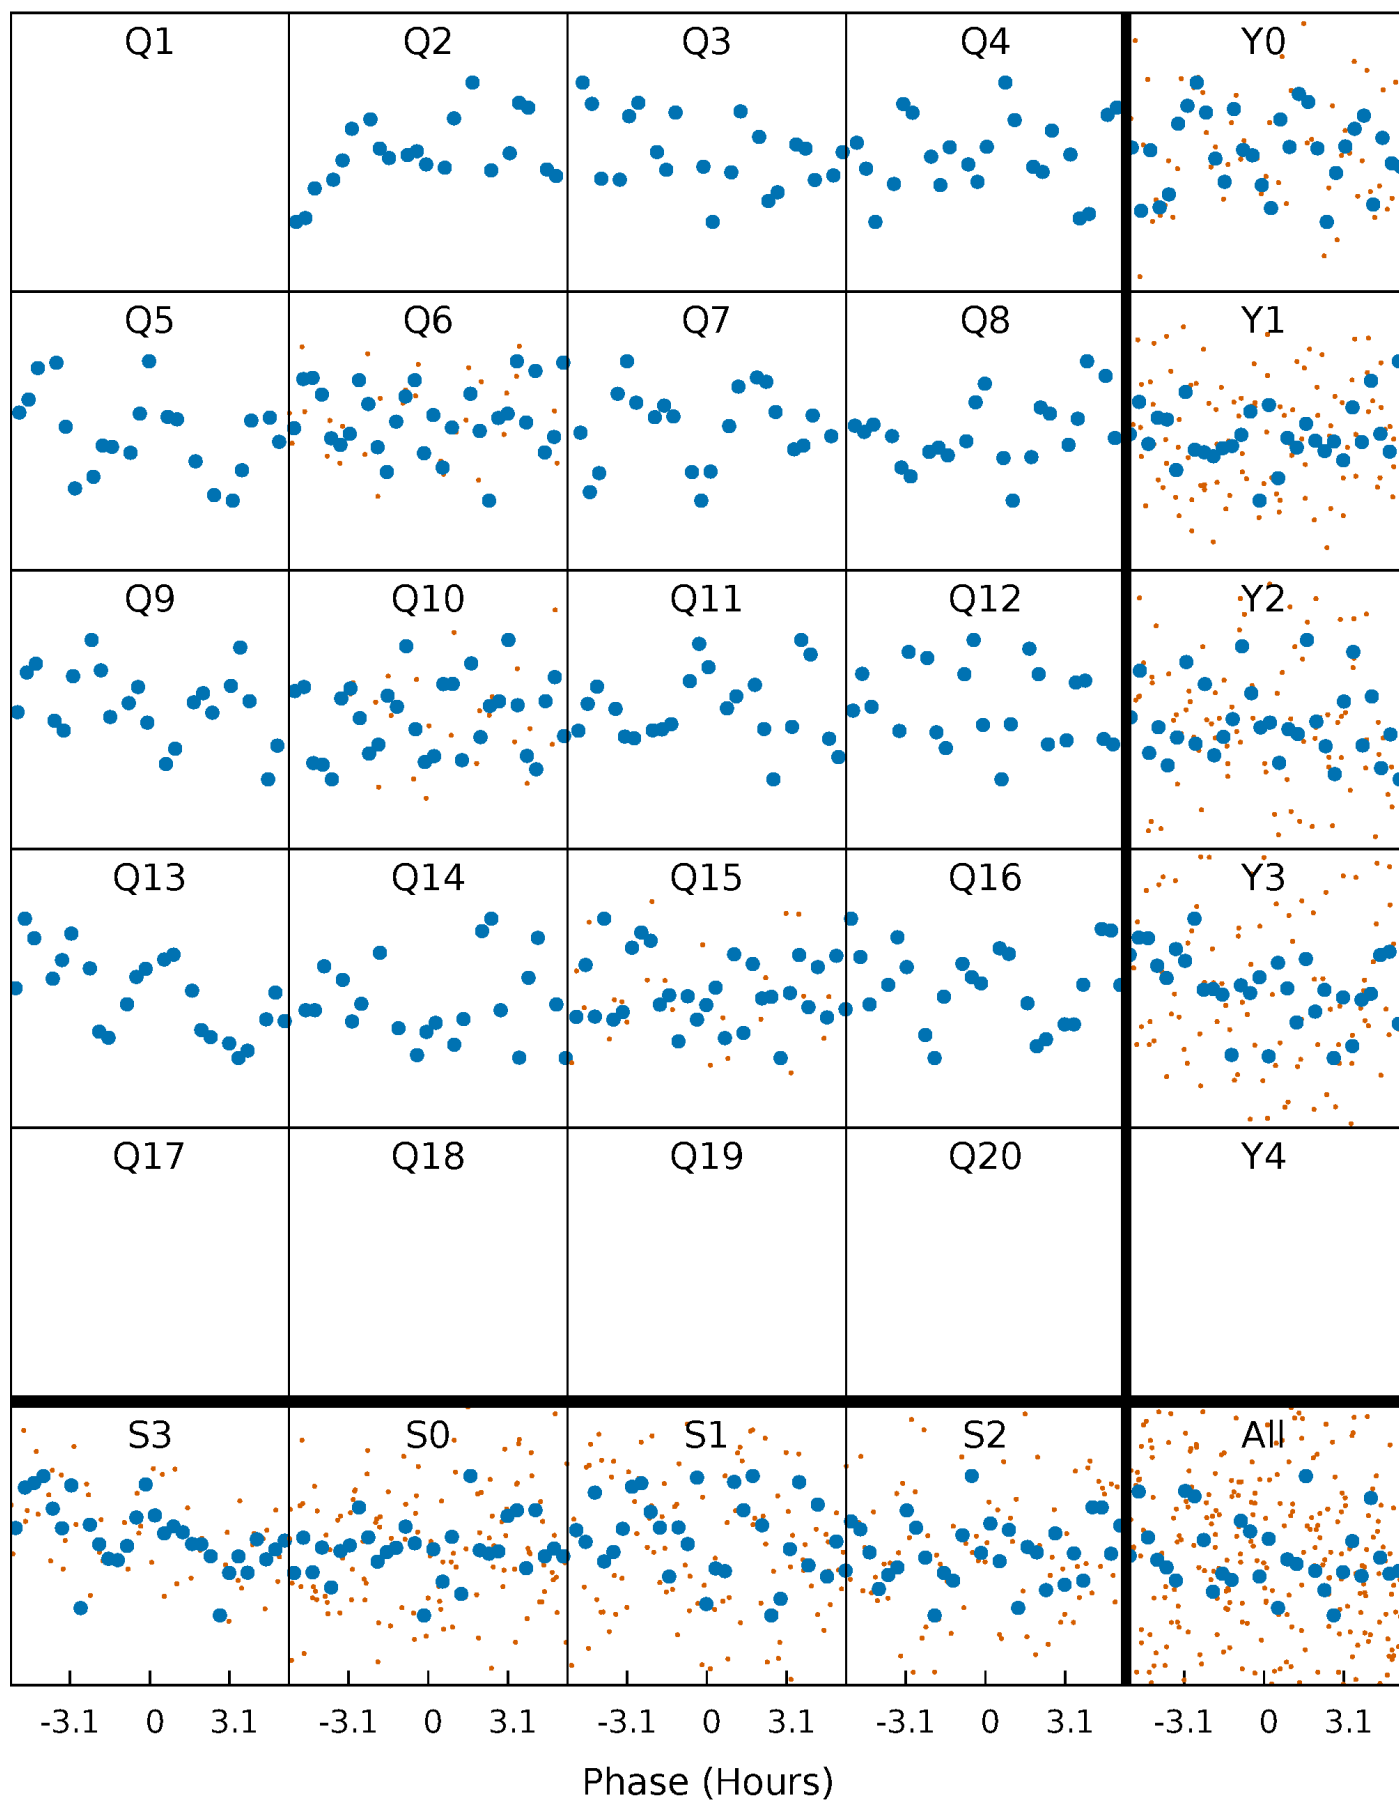 Q1 Q2 Q3 Q4 Y0
Q5 Q6 Q7 Q8 Y1
Q9 Q10 Q11 Q12 Y2
Q13 Q14 Q15 Q16 Y3
Q17 Q18 Q19 Q20 Y4
S3 S0 S1 S2 All
-3.1 0 3.1 -3.1 0 3.1 -3.1 0 3.1 -3.1 0 3.1 -3.1 0 3.1
Phase (Hours)